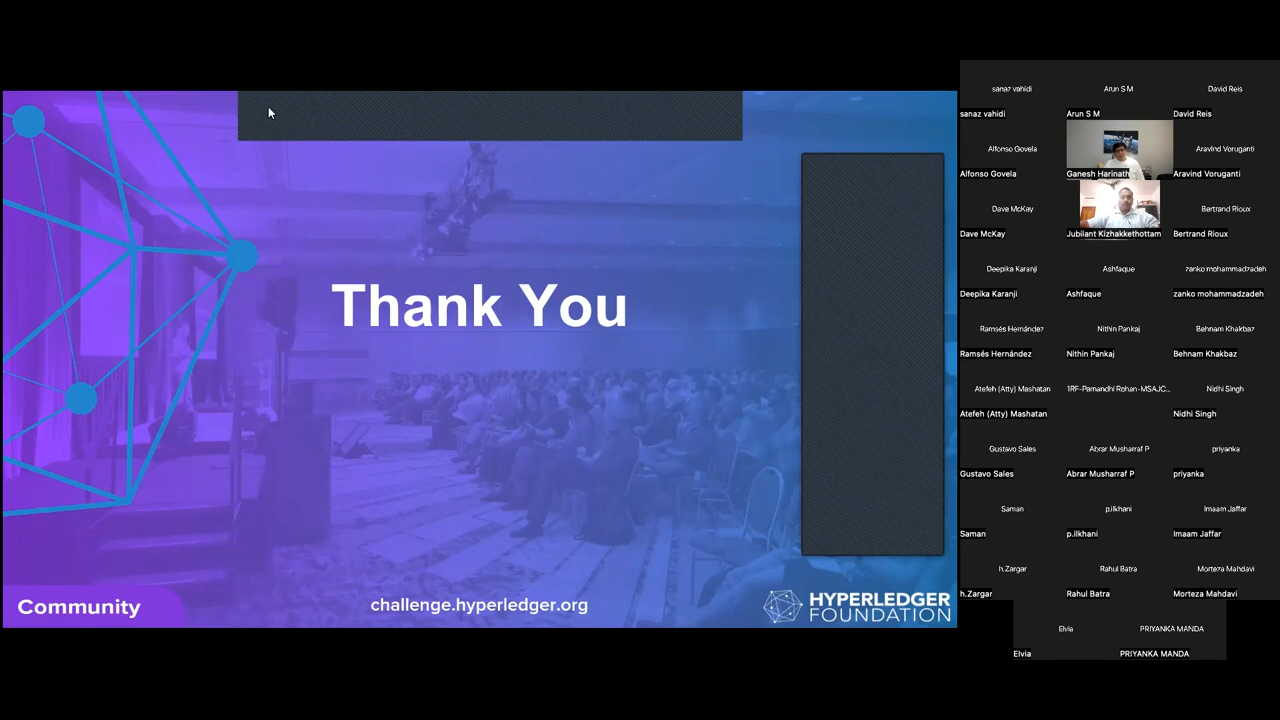 Thank You
Community
challenge.hyperledger.org
HYPERLEDGER
FOUNDATION
sanaz vahidi
Arun S M
David Reis
sanaz vahidi
Arun S M
David Reis
Alfonso Govela
Aravind Voruganti
Alfonso Govela
Ganesh Harinath
Aravind Voruganti
Dave McKay
Bertrand Rioux
Dave McKay
Jubilant Kizhakkethottam
Bertrand Rioux
Deepika Karanji
Ashfaque
zanko mohammadzadeh
Deepika Karanji
Ashfaque
zanko mohammadzadeh
Ramsés Hernández
Nithin Pankaj
Behnam Khakbaz
Ramsés Hernández
Nithin Pankaj
Behnam Khakbaz
Atefeh (Atty) Mashatan
1RF-Parnandhi Rohan-MSAJC...
Nidhi Singh
Atefeh (Atty) Mashatan
Nidhi Singh
Gustavo Sales
Abrar Musharraf P
priyanka
Gustavo Sales
Abrar Musharraf P
priyanka
Saman
p.ilkhani
Imaam Jaffar
Saman
p.ilkhani
Imaam Jaffar
h.Zargar
Rahul Batra
Morteza Mahdavi
h.Zargar
Rahul Batra
Morteza Mahdavi
Elvia
PRIYANKA MANDA
Elvia
PRIYANKA MANDA